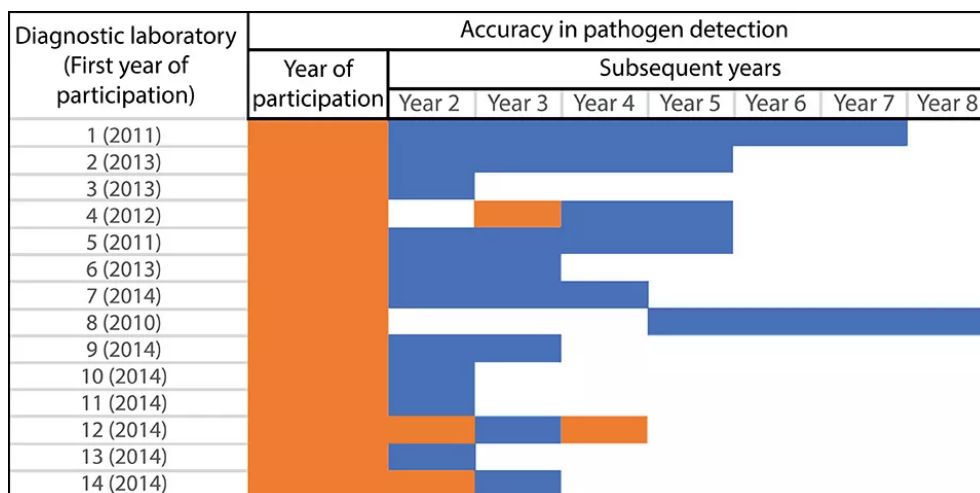 Diagnostic laboratory
(First year of
participation)
Accuracy in pathogen detection
Year of
participation
Subsequent years
Year 2 Year 3 Year 4 Year 5 Year 6 Year 7 Year 8
1 (2011)
2 (2013)
3 (2013)
4 (2012)
5 (2011)
6 (2013)
7 (2014)
8 (2010)
9 (2014)
10 (2014)
11 (2014)
12 (2014)
13 (2014)
14 (2014)